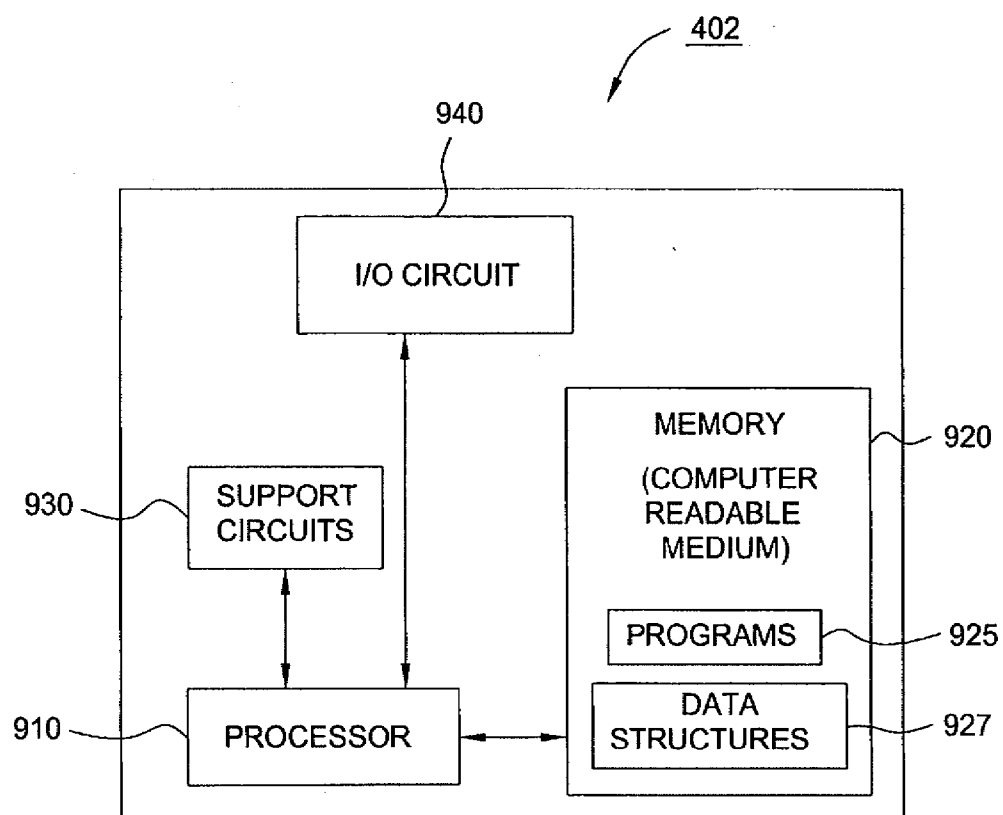 402
940
I/O CIRCUIT
MEMORY
920
(COMPUTER
READABLE
MEDIUM)
930
SUPPORT
CIRCUITS
PROGRAMS
925
910
PROCESSOR
DATA
STRUCTURES
927